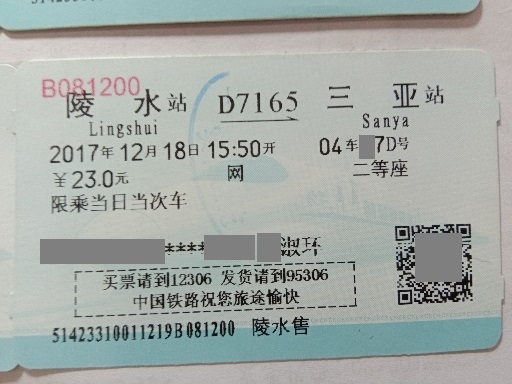 B081200
陵水站 D7165 三亚站
Lingshui Sanya
2017年12月18日 15:50开 04车 7D号
￥23.0元 网 二等座
限乘当日当次车
**** 淑环
买票请到12306 发货请到95306
中国铁路祝您旅途愉快
51423310011219B081200 陵水售